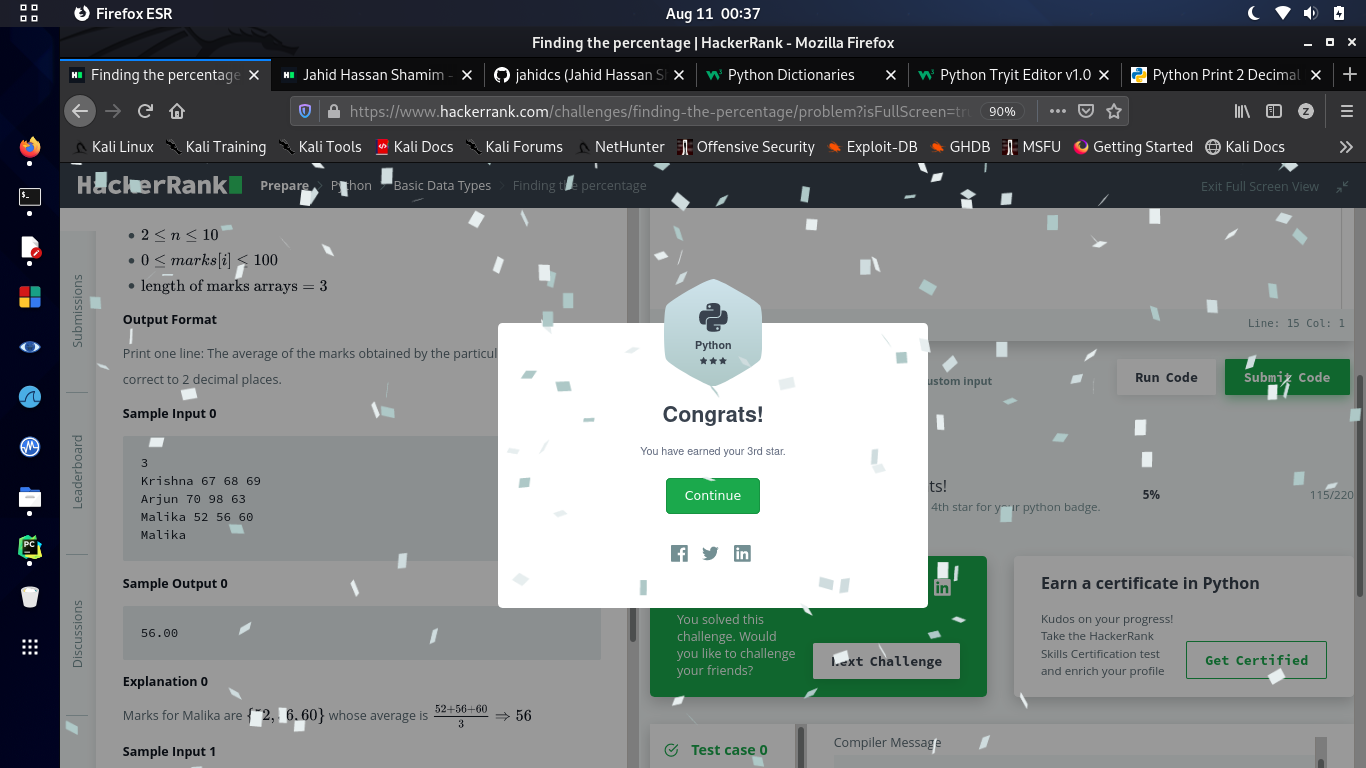 Firefox ESR
Aug 11 00:37
Finding the percentage | HackerRank - Mozilla Firefox
Finding the percentage
Jahid Hassan Shamim -
jahidcs (Jahid Hassan S
Python Dictionaries
Python Tryit Editor v1.0
Python Print 2 Decimal
https://www.hackerrank.com/challenges/finding-the-percentage/problem?isFullScreen=tr
90%
Z
Kali Linux
Kali Training
Kali Tools
Kali Docs
Kali Forums
NetHunter
Offensive Security
Exploit-DB
GHDB
MSFU
Getting Started
Kali Docs
HackerRank
Prepare
Python
Basic Data Types
Finding the percentage
Exit Full Screen View
Submissions
Leaderboard
Discussions
2 ≤ n ≤ 10
0 ≤ marks[i] ≤ 100
length of marks arrays = 3
Output Format
Print one line: The average of the marks obtained by the particul
correct to 2 decimal places.
Sample Input 0
3
Krishna 67 68 69
Arjun 70 98 63
Malika 52 56 60
Malika
Sample Output 0
56.00
Explanation 0
Marks for Malika are {52, 56, 60} whose average is 52+56+60/3 ⇒ 56
Sample Input 1
Python
Congrats!
You have earned your 3rd star.
Continue
Line: 15 Col: 1
ustom input
Run Code
Submit Code
ts!
4th star for your python badge.
5%
115/220
You solved this
challenge. Would
you like to challenge
your friends?
Next Challenge
Earn a certificate in Python
Kudos on your progress!
Take the HackerRank
Skills Certification test
and enrich your profile
Get Certified
Test case 0
Compiler Message